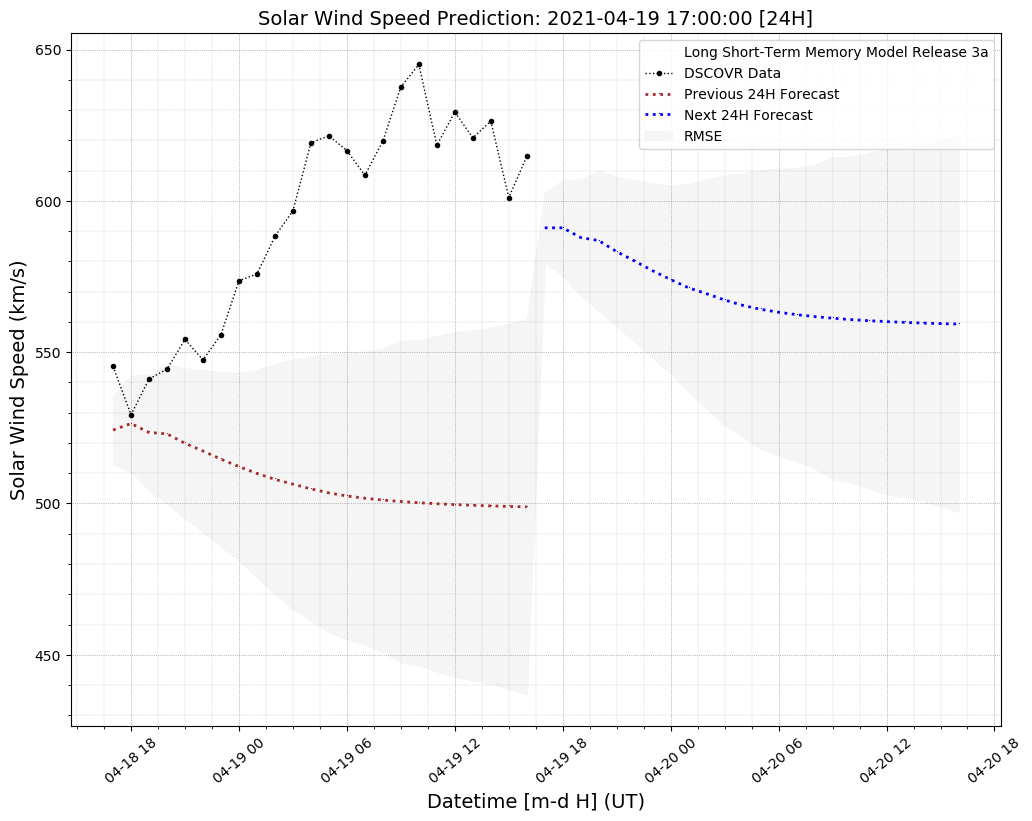 Solar Wind Speed Prediction: 2021-04-19 17:00:00 [24H]
Long Short-Term Memory Model Release 3a
DSCOVR Data
Previous 24H Forecast
Next 24H Forecast
RMSE
Solar Wind Speed (km/s)
650
600
550
500
450
04-18 18
04-19 00
04-19 06
04-19 12
04-19 18
04-20 00
04-20 06
04-20 12
04-20 18
Datetime [m-d H] (UT)